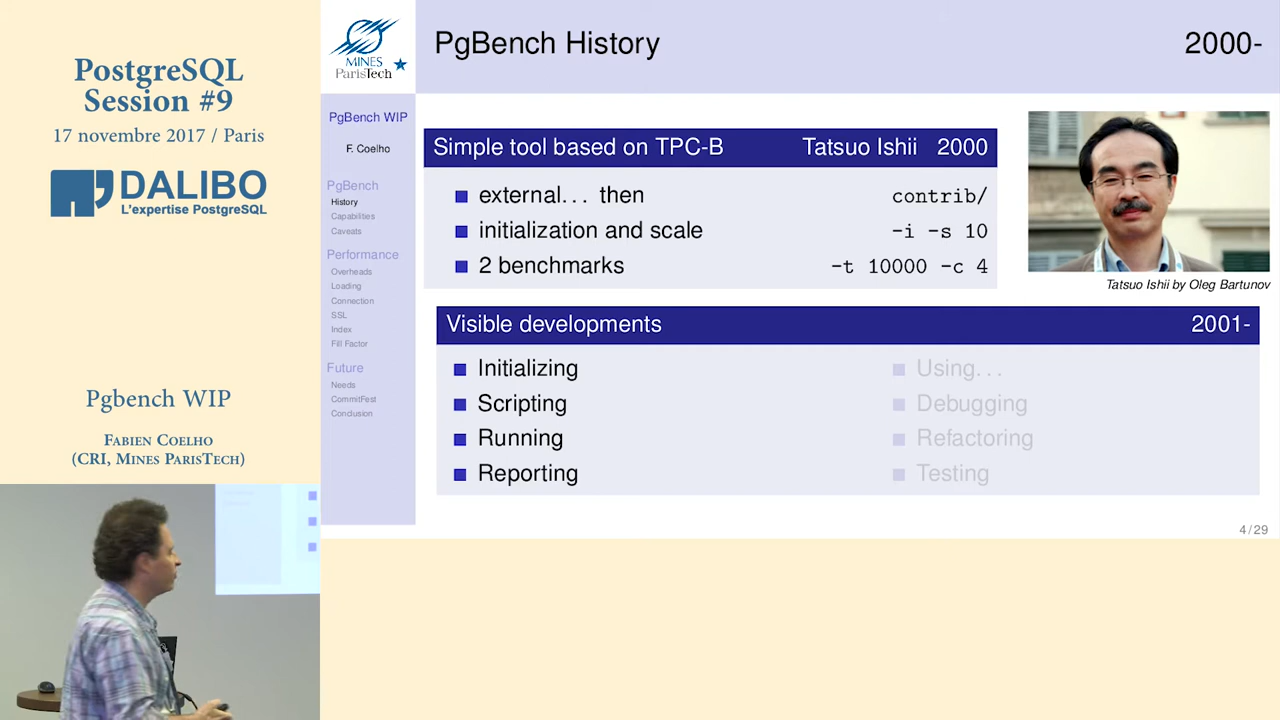 PostgreSQL
Session #9
17 novembre 2017 / Paris
DALIBO
L'expertise PostgreSQL
Pgbench WIP
Fabien Coelho
(CRI, Mines ParisTech)
MINES
ParisTech
PgBench History 2000-
PgBench WIP
F. Coelho
PgBench
History
Capabilities
Caveats
Performance
Overheads
Loading
Connection
SSL
Index
Fill Factor
Future
Needs
CommitFest
Conclusion
Simple tool based on TPC-B Tatsuo Ishii 2000
external... then contrib/
initialization and scale -i -s 10
2 benchmarks -t 10000 -c 4
Tatsuo Ishii by Oleg Bartunov
Visible developments 2001-
Initializing
Scripting
Running
Reporting
Using...
Debugging
Refactoring
Testing
4/29